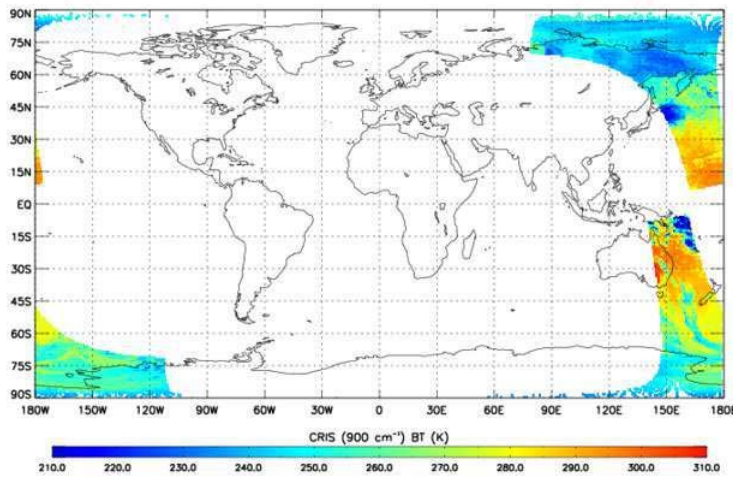 90N
75N
60N
45N
30N
15N
EQ
15S
30S
45S
60S
75S
90S
180W 150W 120W 90W 60W 30W 0 30E 60E 90E 120E 150E 180E
CRIS (900 cm⁻¹) BT (K)
210.0 220.0 230.0 240.0 250.0 260.0 270.0 280.0 290.0 300.0 310.0